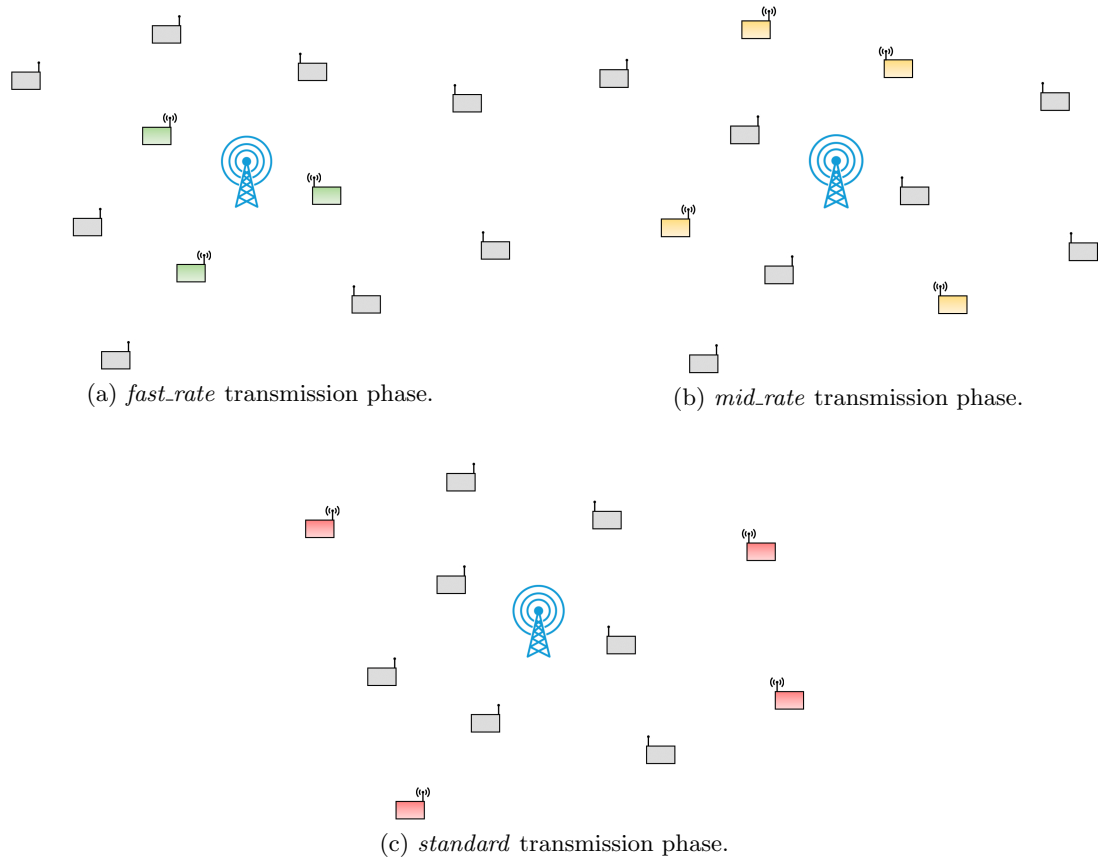 (a) fast_rate transmission phase.
(b) mid_rate transmission phase.
(c) standard transmission phase.